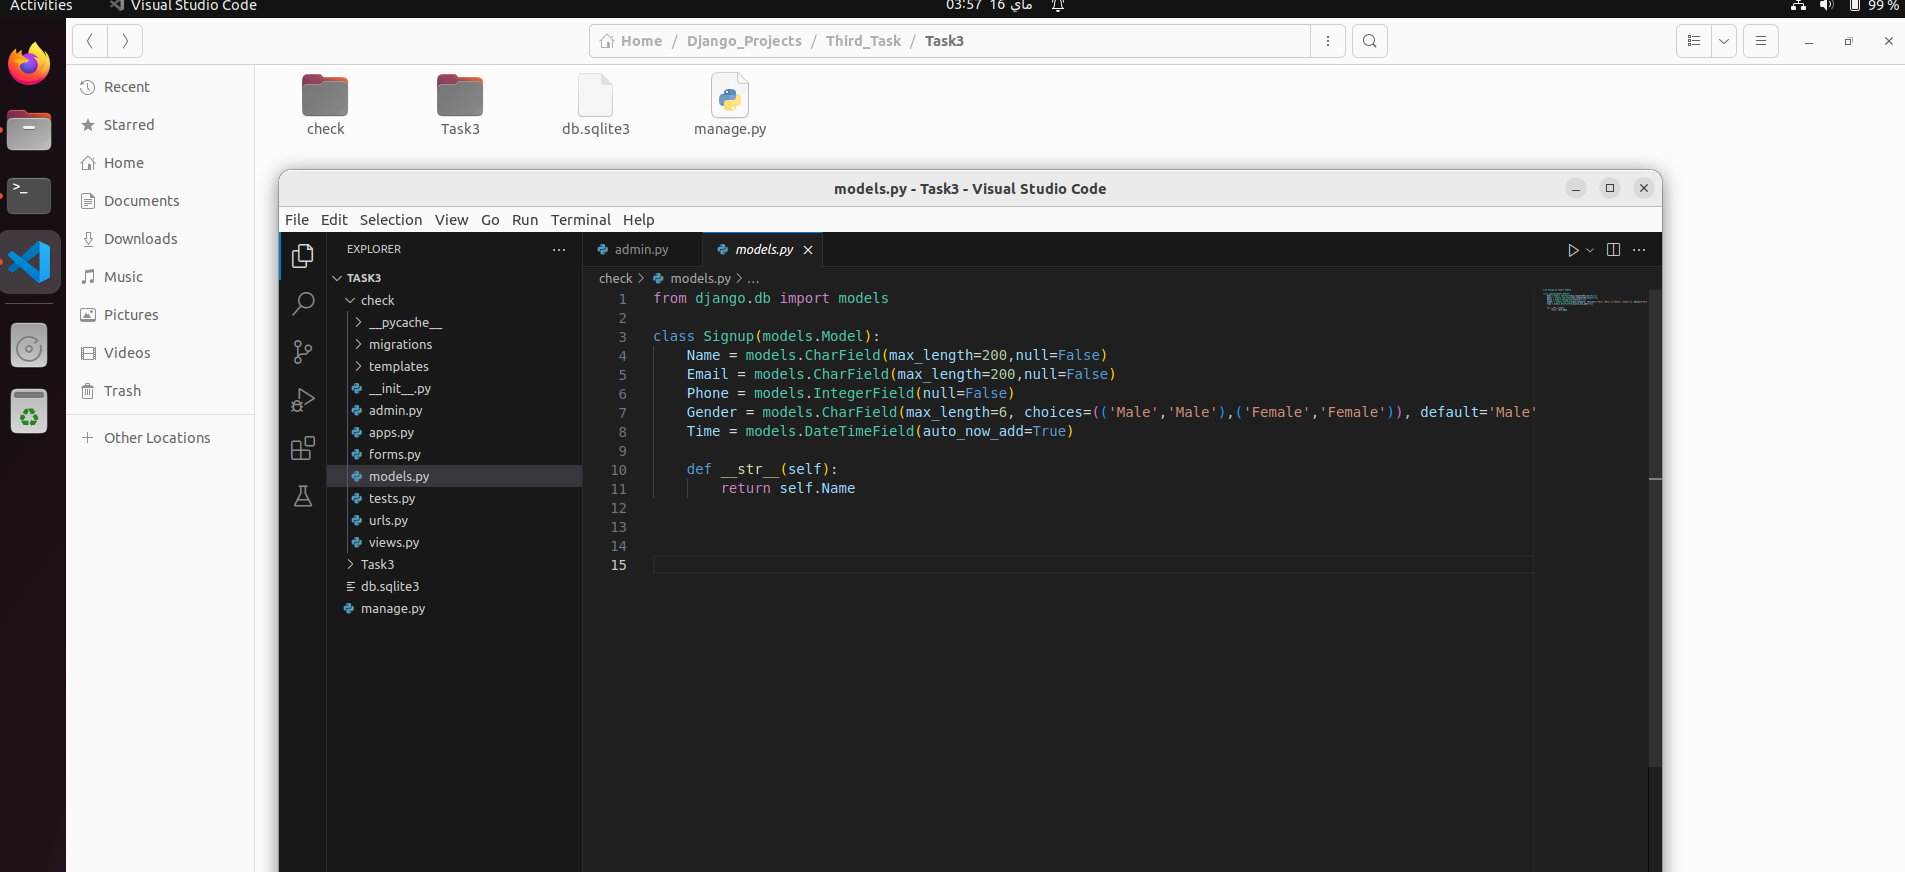 Activities
Visual Studio Code
03:57 16 ماي
99 %
Home / Django_Projects / Third_Task / Task3
Recent
Starred
Home
Documents
Downloads
Music
Pictures
Videos
Trash
Other Locations
check
Task3
db.sqlite3
manage.py
models.py - Task3 - Visual Studio Code
File Edit Selection View Go Run Terminal Help
EXPLORER
TASK3
check
__pycache__
migrations
templates
__init__.py
admin.py
apps.py
forms.py
models.py
tests.py
urls.py
views.py
Task3
db.sqlite3
manage.py
admin.py
models.py
check > models.py > ...
1 from django.db import models
2
3 class Signup(models.Model):
4 Name = models.CharField(max_length=200,null=False)
5 Email = models.CharField(max_length=200,null=False)
6 Phone = models.IntegerField(null=False)
7 Gender = models.CharField(max_length=6, choices=(('Male','Male'),('Female','Female')), default='Male'
8 Time = models.DateTimeField(auto_now_add=True)
9
10 def __str__(self):
11 return self.Name
12
13
14
15